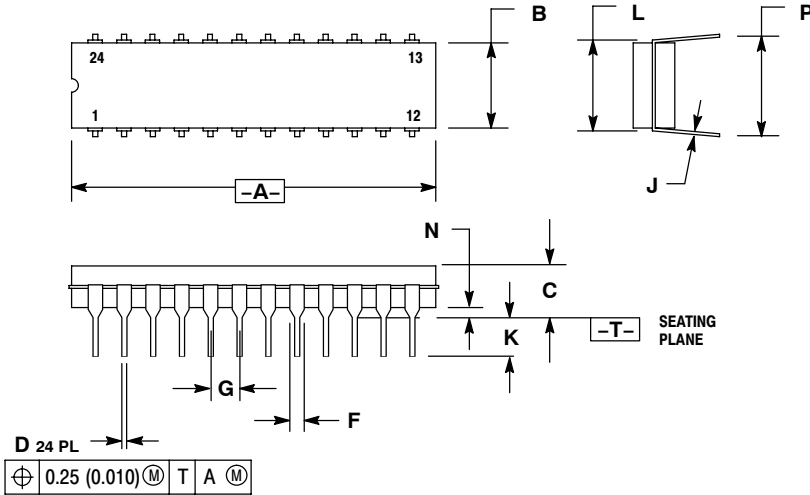 B L P
24 13
1 12
–A–
J
N
C
K
–T– SEATING
PLANE
G
F
D 24 PL
⌖ 0.25 (0.010) Ⓜ T A Ⓜ